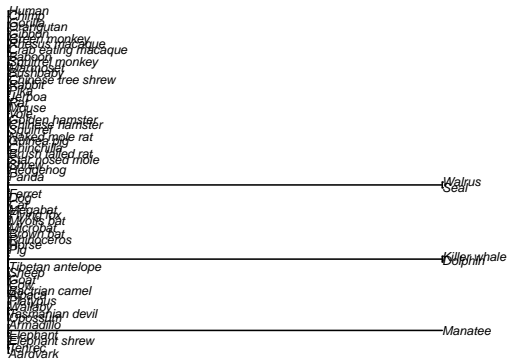 Human
Chimp
Gorilla
Orangutan
Gibbon
Green monkey
Rhesus macaque
Crab eating macaque
Baboon
Squirrel monkey
Marmoset
Bushbaby
Chinese tree shrew
Rabbit
Pika
Jerboa
Rat
Mouse
Vole
Golden hamster
Chinese hamster
Squirrel
Naked mole rat
Guinea pig
Chinchilla
Brush tailed rat
Star nosed mole
Shrew
Hedgehog
Panda
Walrus
Seal
Ferret
Dog
Cat
Megabat
Flying fox
Myotis bat
Microbat
Brown bat
Rhinoceros
Horse
Pig
Killer whale
Dolphin
Tibetan antelope
Sheep
Goat
Cow
Bactrian camel
Alpaca
Platypus
Wallaby
Tasmanian devil
Opossum
Armadillo
Manatee
Elephant
Elephant shrew
Tenrec
Aardvark